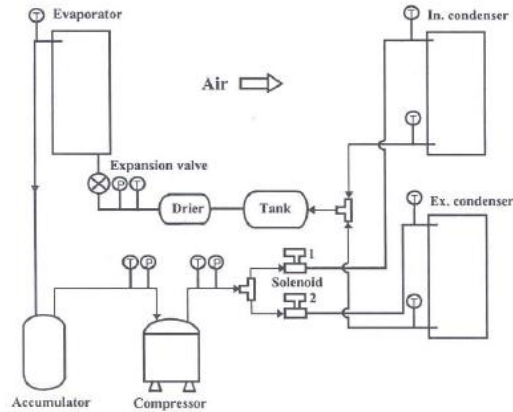 T
Evaporator
T
In. condenser
Air
T
Expansion valve
P
T
Drier
Tank
T
Ex. condenser
T
P
T
P
1
Solenoid
2
T
Accumulator
Compressor